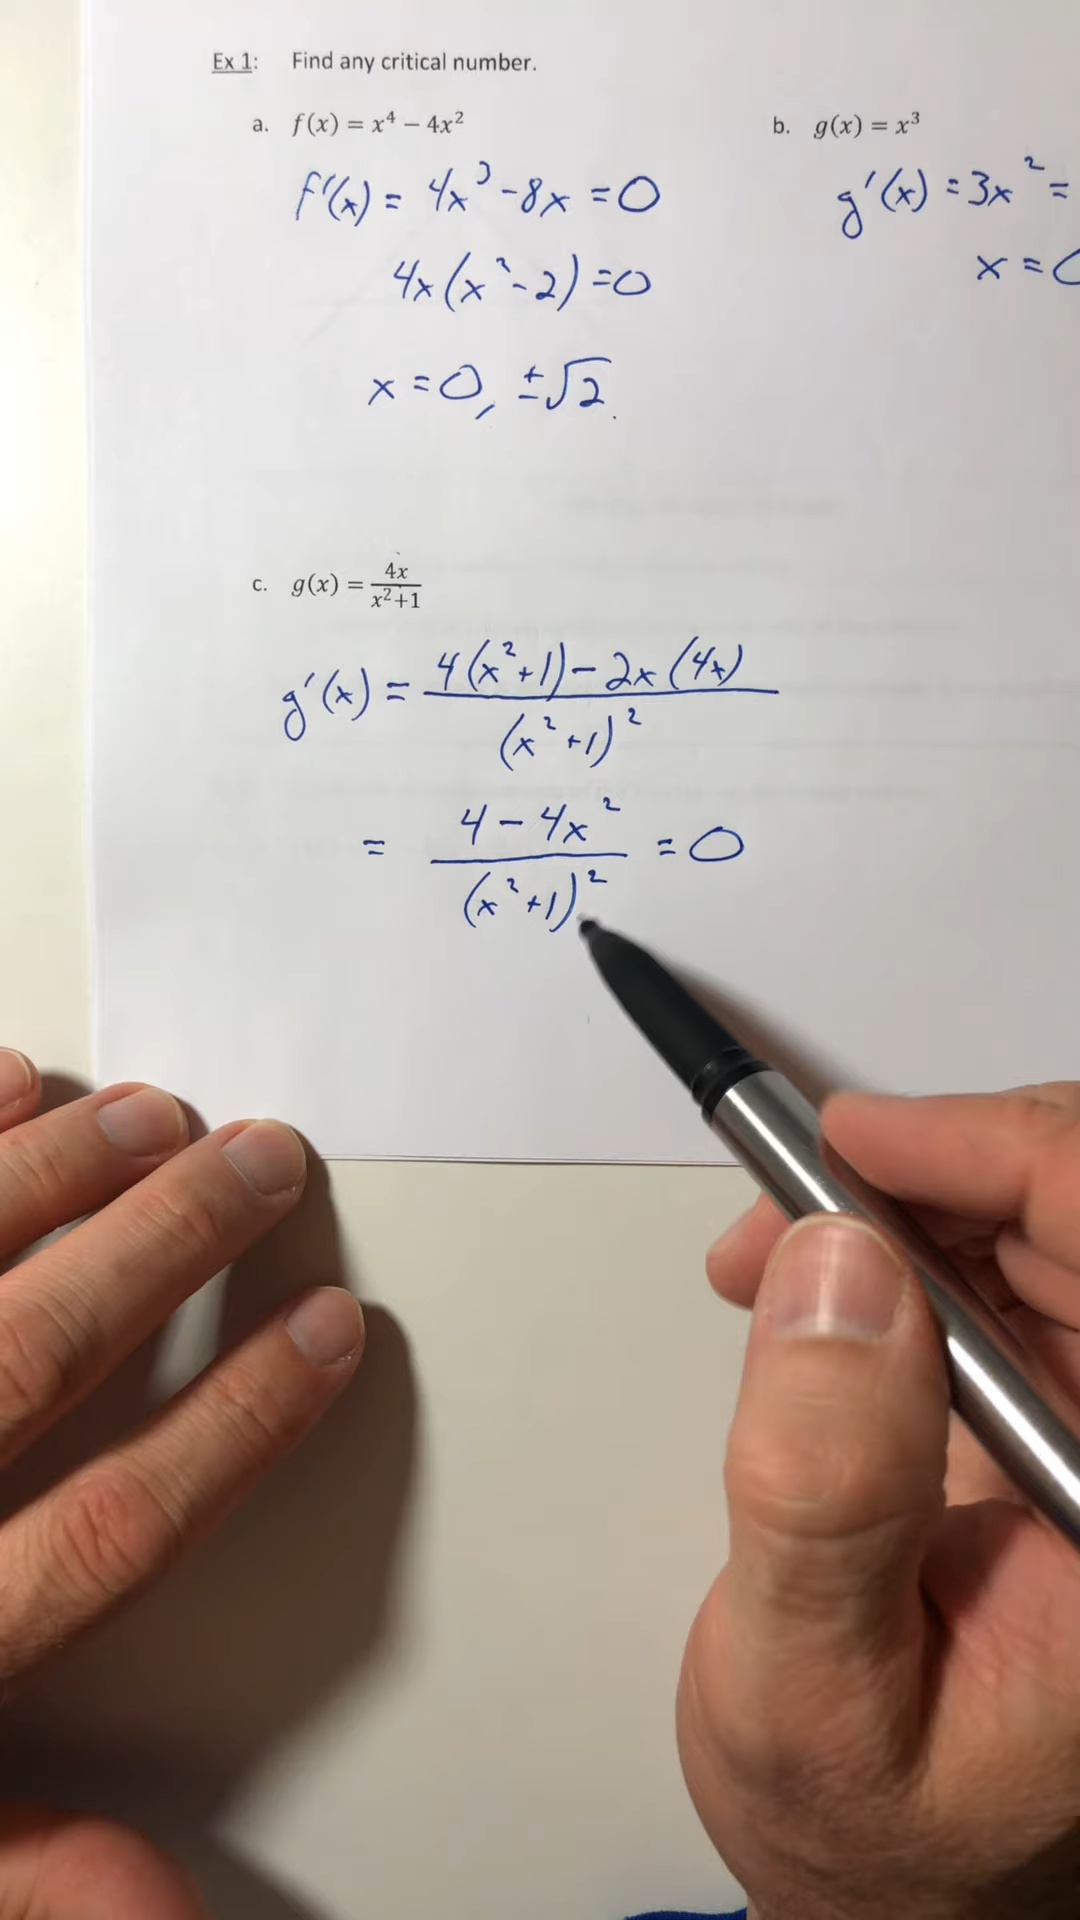 Ex 1: Find any critical number.
a. f(x) = x⁴ − 4x²
f'(x) = 4x³ - 8x = 0
4x(x² - 2) = 0
x = 0, ±√2
b. g(x) = x³
g'(x) = 3x² =
x = 0
c. g(x) = 4x/(x²+1)
g'(x) = (4(x²+1) - 2x(4x))/(x²+1)²
= (4 - 4x²)/(x²+1)² = 0